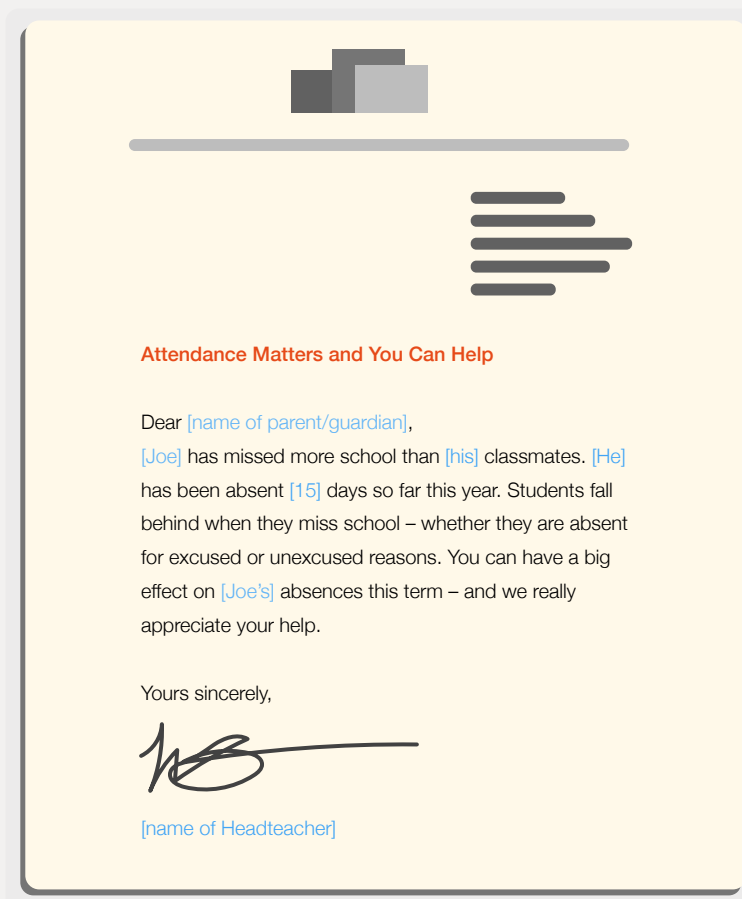 Attendance Matters and You Can Help
Dear [name of parent/guardian],
[Joe] has missed more school than [his] classmates. [He]
has been absent [15] days so far this year. Students fall
behind when they miss school – whether they are absent
for excused or unexcused reasons. You can have a big
effect on [Joe’s] absences this term – and we really
appreciate your help.
Yours sincerely,
[name of Headteacher]